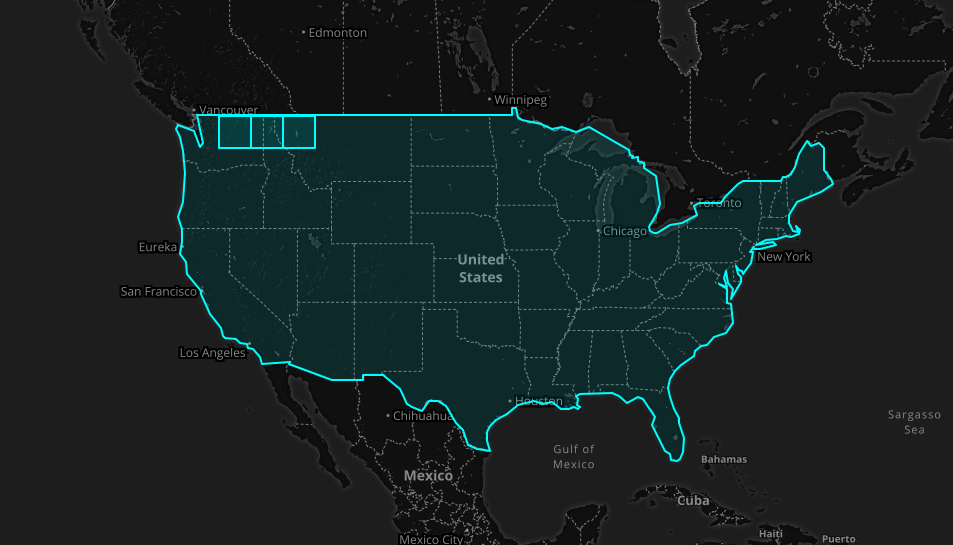 Edmonton
Winnipeg
Vancouver
Toronto
Chicago
Eureka
New York
United
States
San Francisco
Los Angeles
Houston
Chihuahua
Sargasso
Sea
Gulf of
Mexico
Bahamas
Mexico
Cuba
Haiti
Puerto
Mexico City